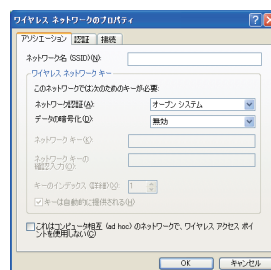 ワイヤレス ネットワークのプロパティ
アソシエーション 認証 接続
ネットワーク名 (SSID)(N):
ワイヤレス ネットワーク キー
このネットワークでは次のためのキーが必要:
ネットワーク認証(A): オープン システム
データの暗号化(D): 無効
ネットワーク キー(K):
ネットワーク キーの
確認入力(O):
キーのインデックス (詳細)(X): 1
キーは自動的に提供される(H)
これはコンピュータ相互 (ad hoc) のネットワークで、ワイヤレス アクセス ポイ
ントを使用しない(C)
OK キャンセル